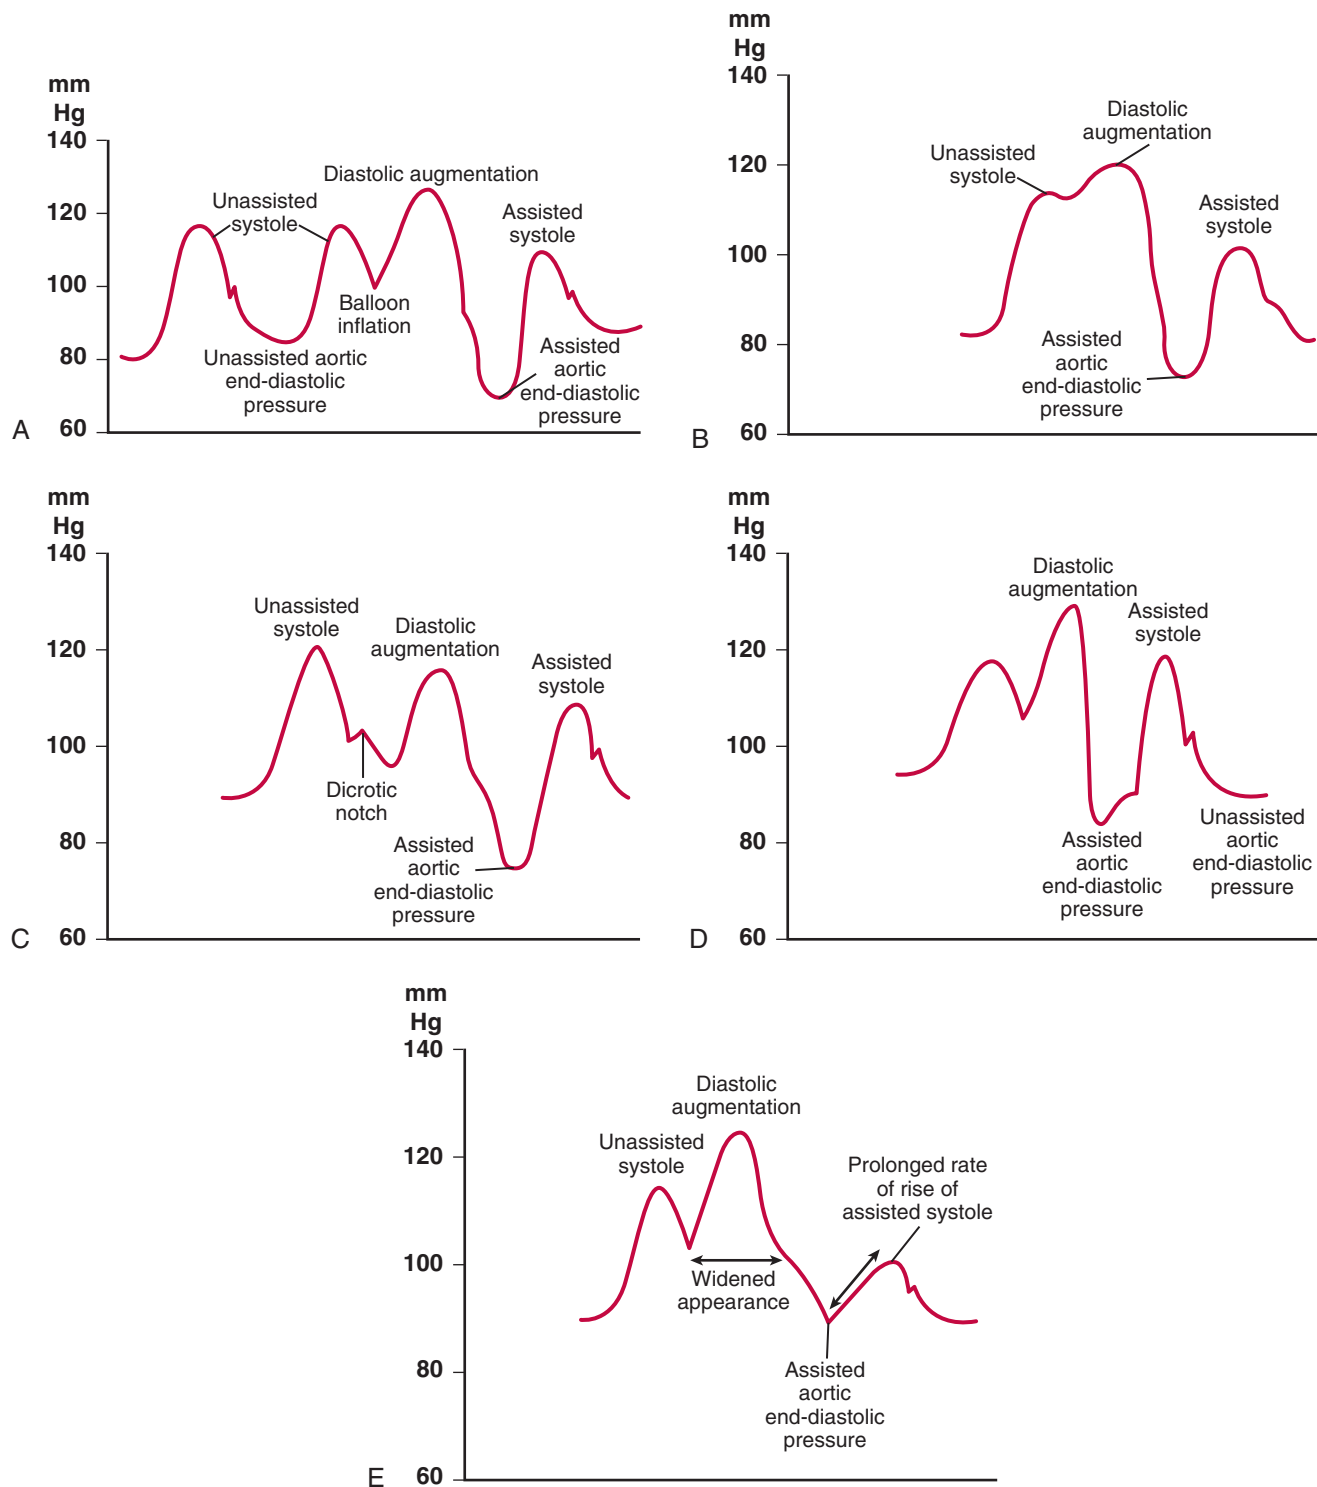 mm
Hg
140
120
100
80
60
Unassisted
systole
Diastolic augmentation
Assisted
systole
Balloon
inflation
Unassisted aortic
end-diastolic
pressure
Assisted
aortic
end-diastolic
pressure
A
mm
Hg
140
120
100
80
60
Unassisted
systole
Diastolic
augmentation
Assisted
systole
Assisted
aortic
end-diastolic
pressure
B
mm
Hg
140
120
100
80
60
Unassisted
systole
Diastolic
augmentation
Assisted
systole
Dicrotic
notch
Assisted
aortic
end-diastolic
pressure
C
mm
Hg
140
120
100
80
60
Diastolic
augmentation
Assisted
systole
Assisted
aortic
end-diastolic
pressure
Unassisted
aortic
end-diastolic
pressure
D
mm
Hg
140
120
100
80
60
Diastolic
augmentation
Unassisted
systole
Prolonged rate
of rise of
assisted systole
Widened
appearance
Assisted
aortic
end-diastolic
pressure
E